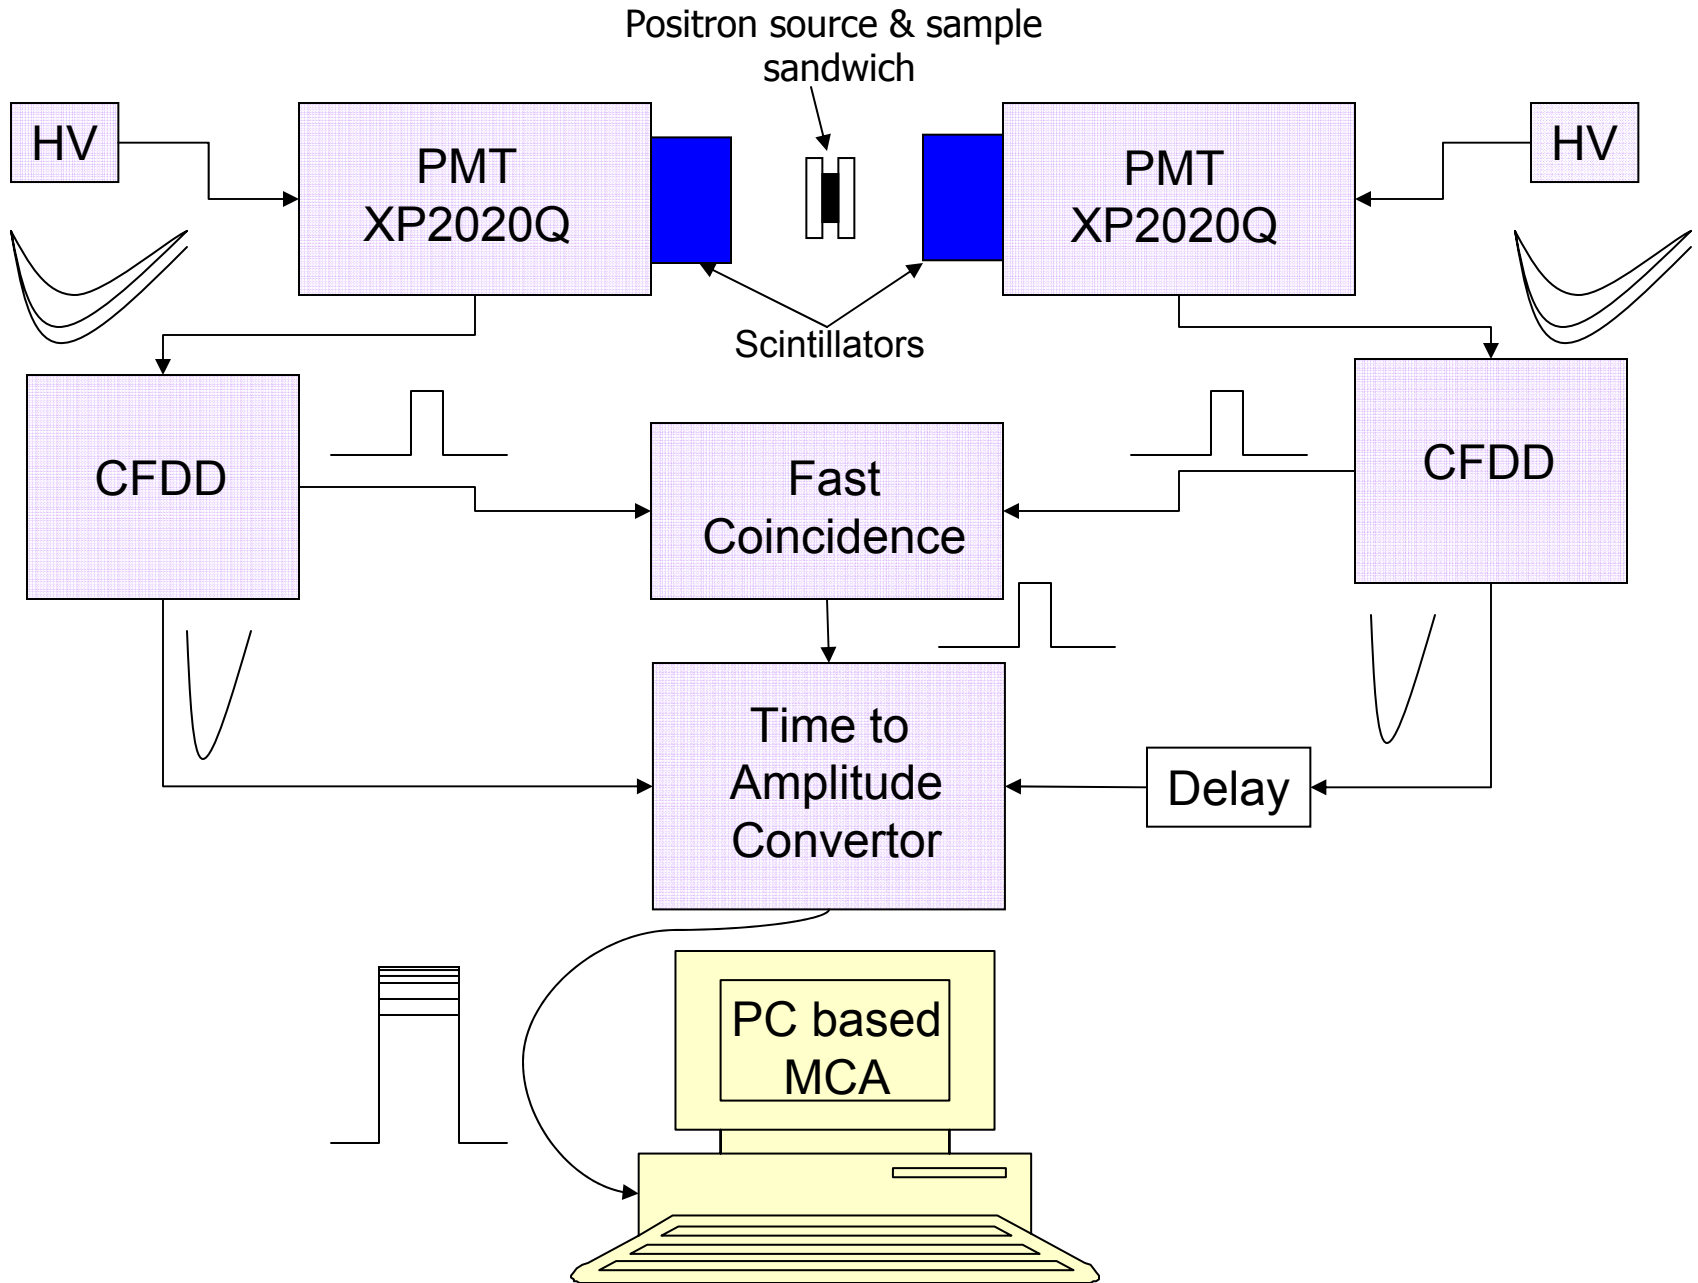 Positron source & sample
sandwich
HV
PMT
XP2020Q
PMT
XP2020Q
HV
Scintillators
CFDD
Fast
Coincidence
CFDD
Time to
Amplitude
Convertor
Delay
PC based
MCA